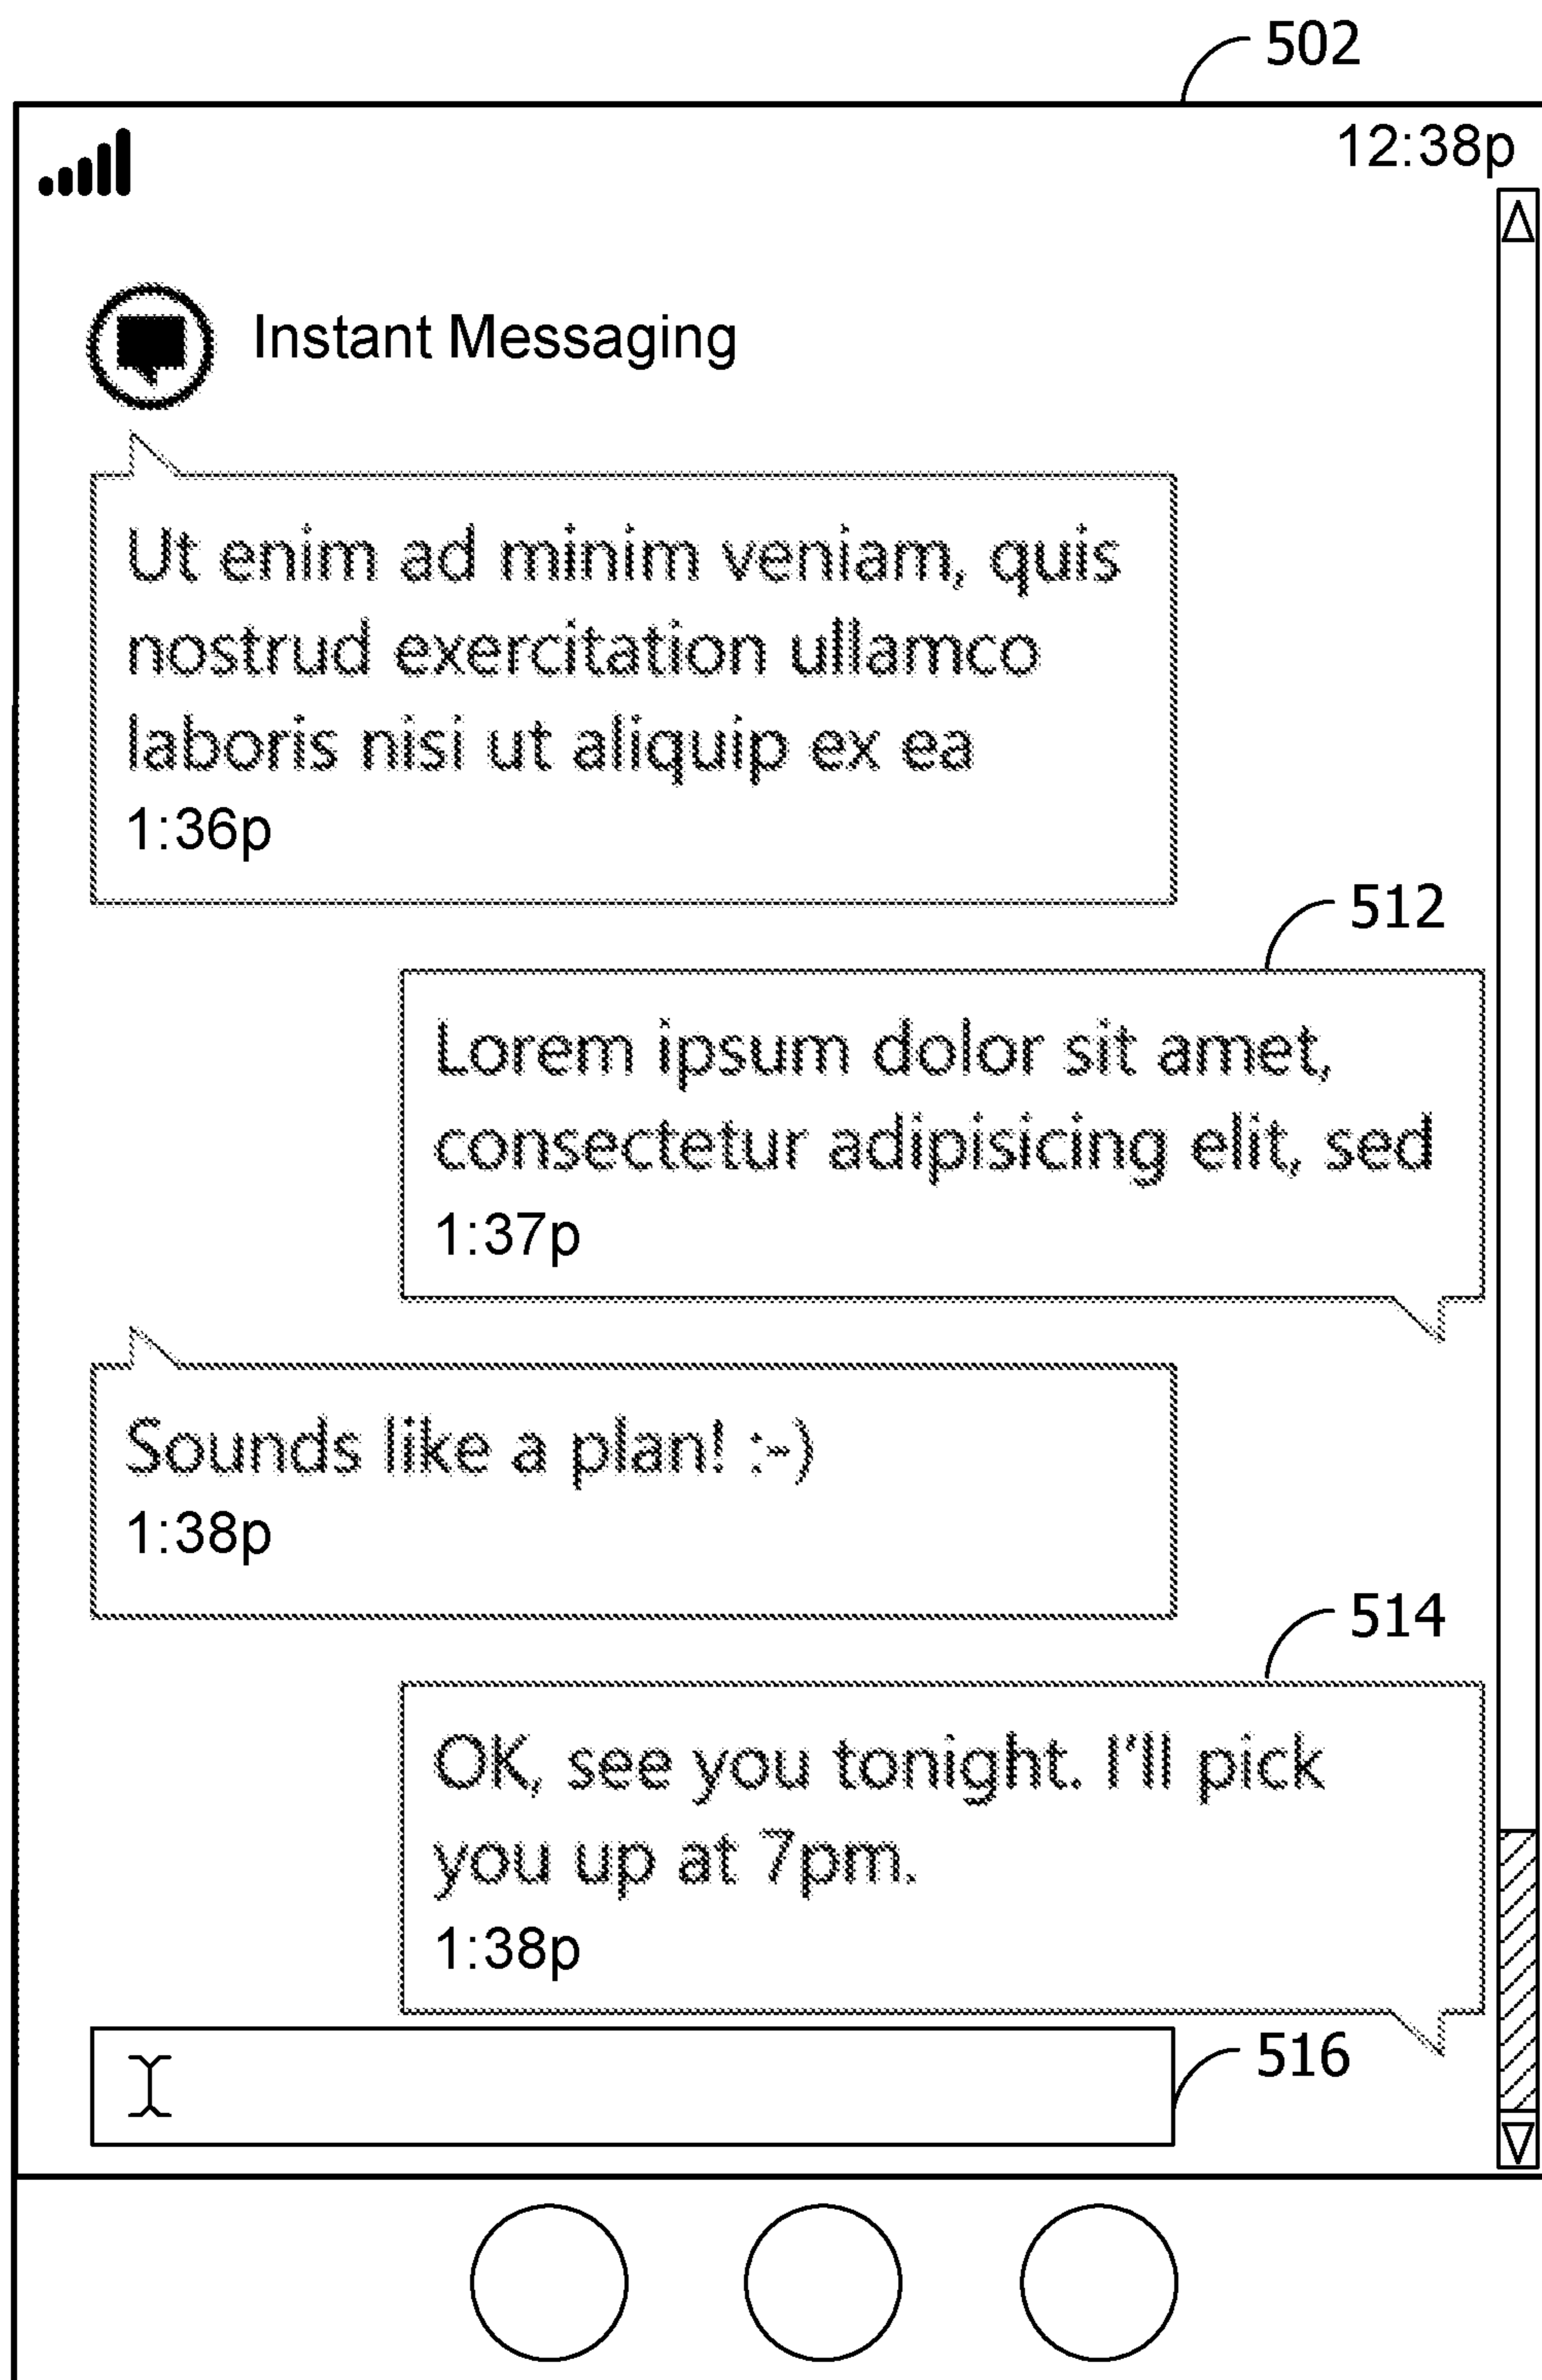 502
12:38p
Instant Messaging
Ut enim ad minim veniam, quis
nostrud exercitation ullamco
laboris nisi ut aliquip ex ea
1:36p
512
Lorem ipsum dolor sit amet,
consectetur adipisicing elit, sed
1:37p
Sounds like a plan! :-)
1:38p
514
OK, see you tonight. I'll pick
you up at 7pm.
1:38p
516